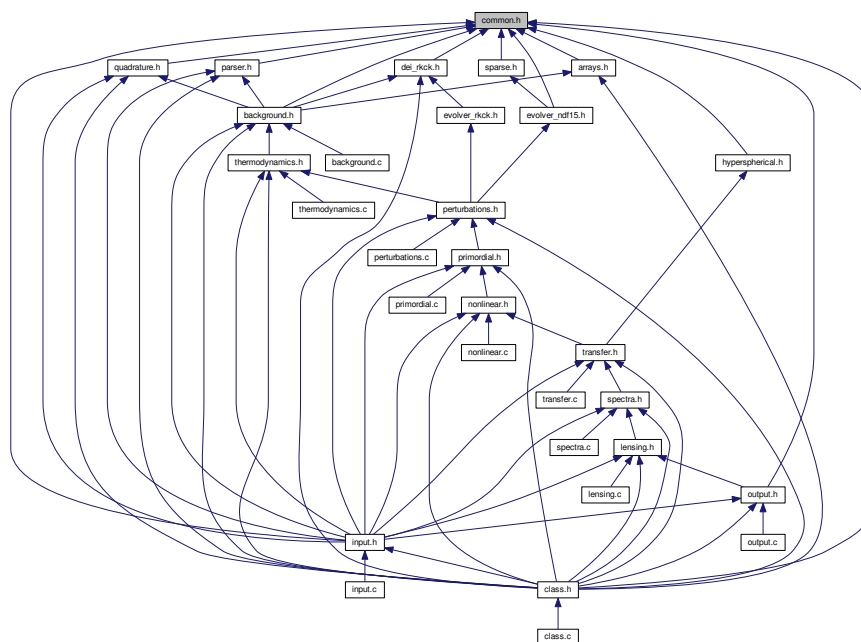 common.h
quadrature.h
parser.h
dei_rkck.h
sparse.h
arrays.h
background.h
evolver_rkck.h
evolver_ndf15.h
thermodynamics.h
background.c
hyperspherical.h
thermodynamics.c
perturbations.h
perturbations.c
primordial.h
primordial.c
nonlinear.h
nonlinear.c
transfer.h
transfer.c
spectra.h
spectra.c
lensing.h
lensing.c
output.h
input.h
output.c
input.c
class.h
class.c